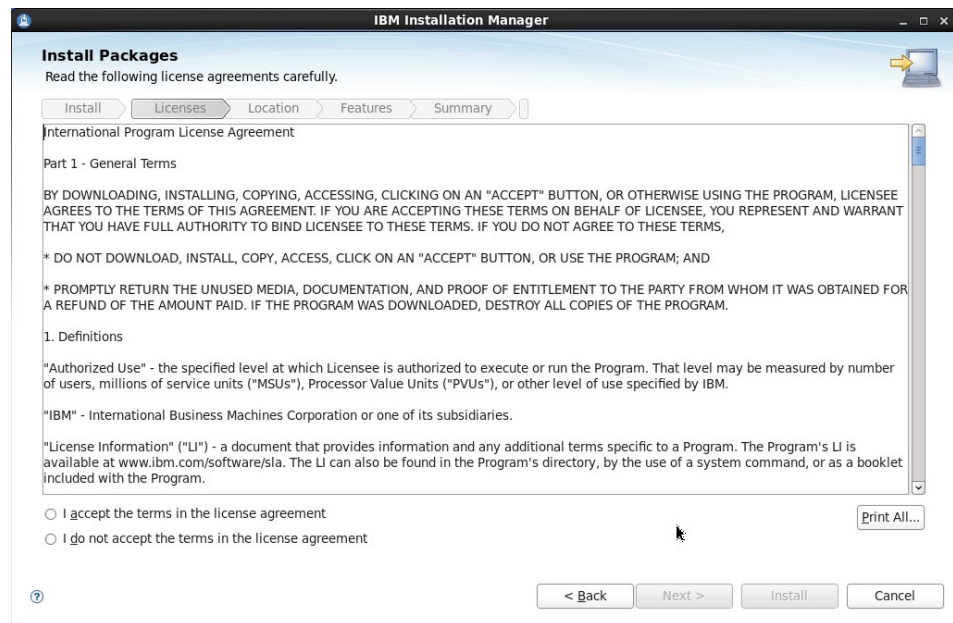 IBM Installation Manager
Install Packages
Read the following license agreements carefully.
Install Licenses Location Features Summary
International Program License Agreement
Part 1 - General Terms
BY DOWNLOADING, INSTALLING, COPYING, ACCESSING, CLICKING ON AN "ACCEPT" BUTTON, OR OTHERWISE USING THE PROGRAM, LICENSEE
AGREES TO THE TERMS OF THIS AGREEMENT. IF YOU ARE ACCEPTING THESE TERMS ON BEHALF OF LICENSEE, YOU REPRESENT AND WARRANT
THAT YOU HAVE FULL AUTHORITY TO BIND LICENSEE TO THESE TERMS. IF YOU DO NOT AGREE TO THESE TERMS,
* DO NOT DOWNLOAD, INSTALL, COPY, ACCESS, CLICK ON AN "ACCEPT" BUTTON, OR USE THE PROGRAM; AND
* PROMPTLY RETURN THE UNUSED MEDIA, DOCUMENTATION, AND PROOF OF ENTITLEMENT TO THE PARTY FROM WHOM IT WAS OBTAINED FOR
A REFUND OF THE AMOUNT PAID. IF THE PROGRAM WAS DOWNLOADED, DESTROY ALL COPIES OF THE PROGRAM.
1. Definitions
"Authorized Use" - the specified level at which Licensee is authorized to execute or run the Program. That level may be measured by number
of users, millions of service units ("MSUs"), Processor Value Units ("PVUs"), or other level of use specified by IBM.
"IBM" - International Business Machines Corporation or one of its subsidiaries.
"License Information" ("LI") - a document that provides information and any additional terms specific to a Program. The Program's LI is
available at www.ibm.com/software/sla. The LI can also be found in the Program's directory, by the use of a system command, or as a booklet
included with the Program.
I accept the terms in the license agreement
Print All...
I do not accept the terms in the license agreement
? < Back Next > Install Cancel